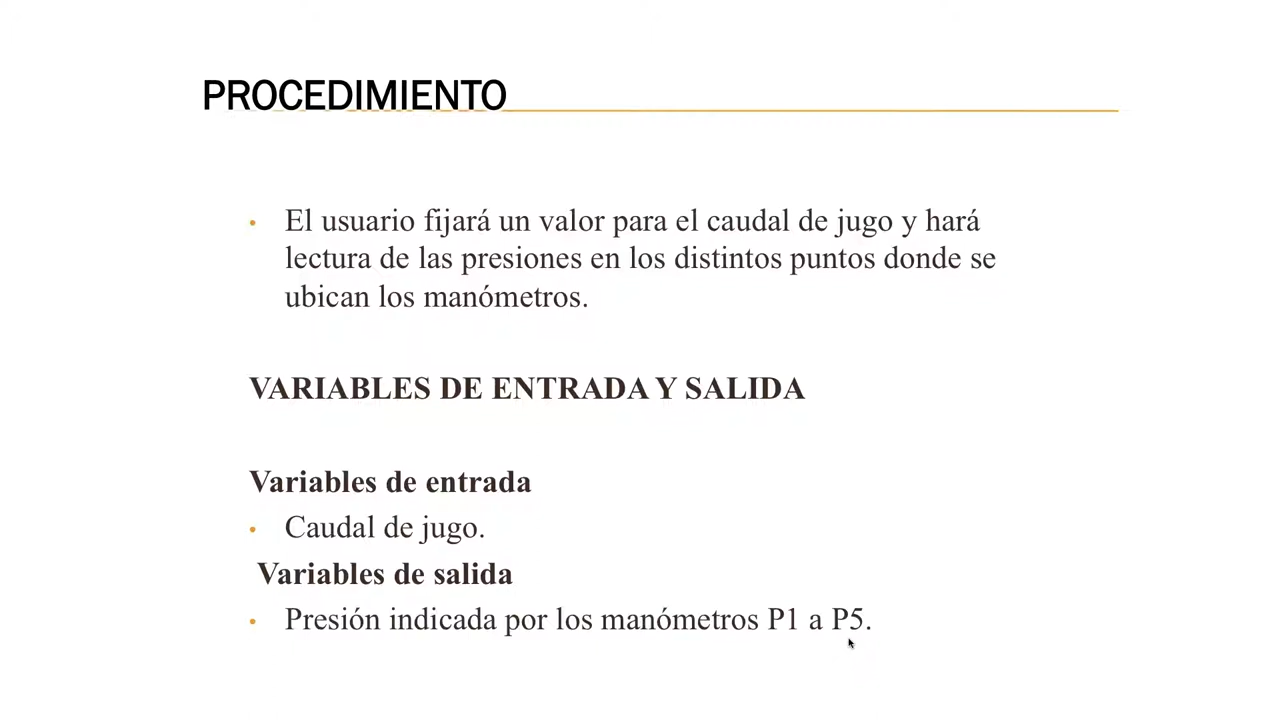 PROCEDIMIENTO
• El usuario fijará un valor para el caudal de jugo y hará
lectura de las presiones en los distintos puntos donde se
ubican los manómetros.
VARIABLES DE ENTRADA Y SALIDA
Variables de entrada
• Caudal de jugo.
Variables de salida
• Presión indicada por los manómetros P1 a P5.